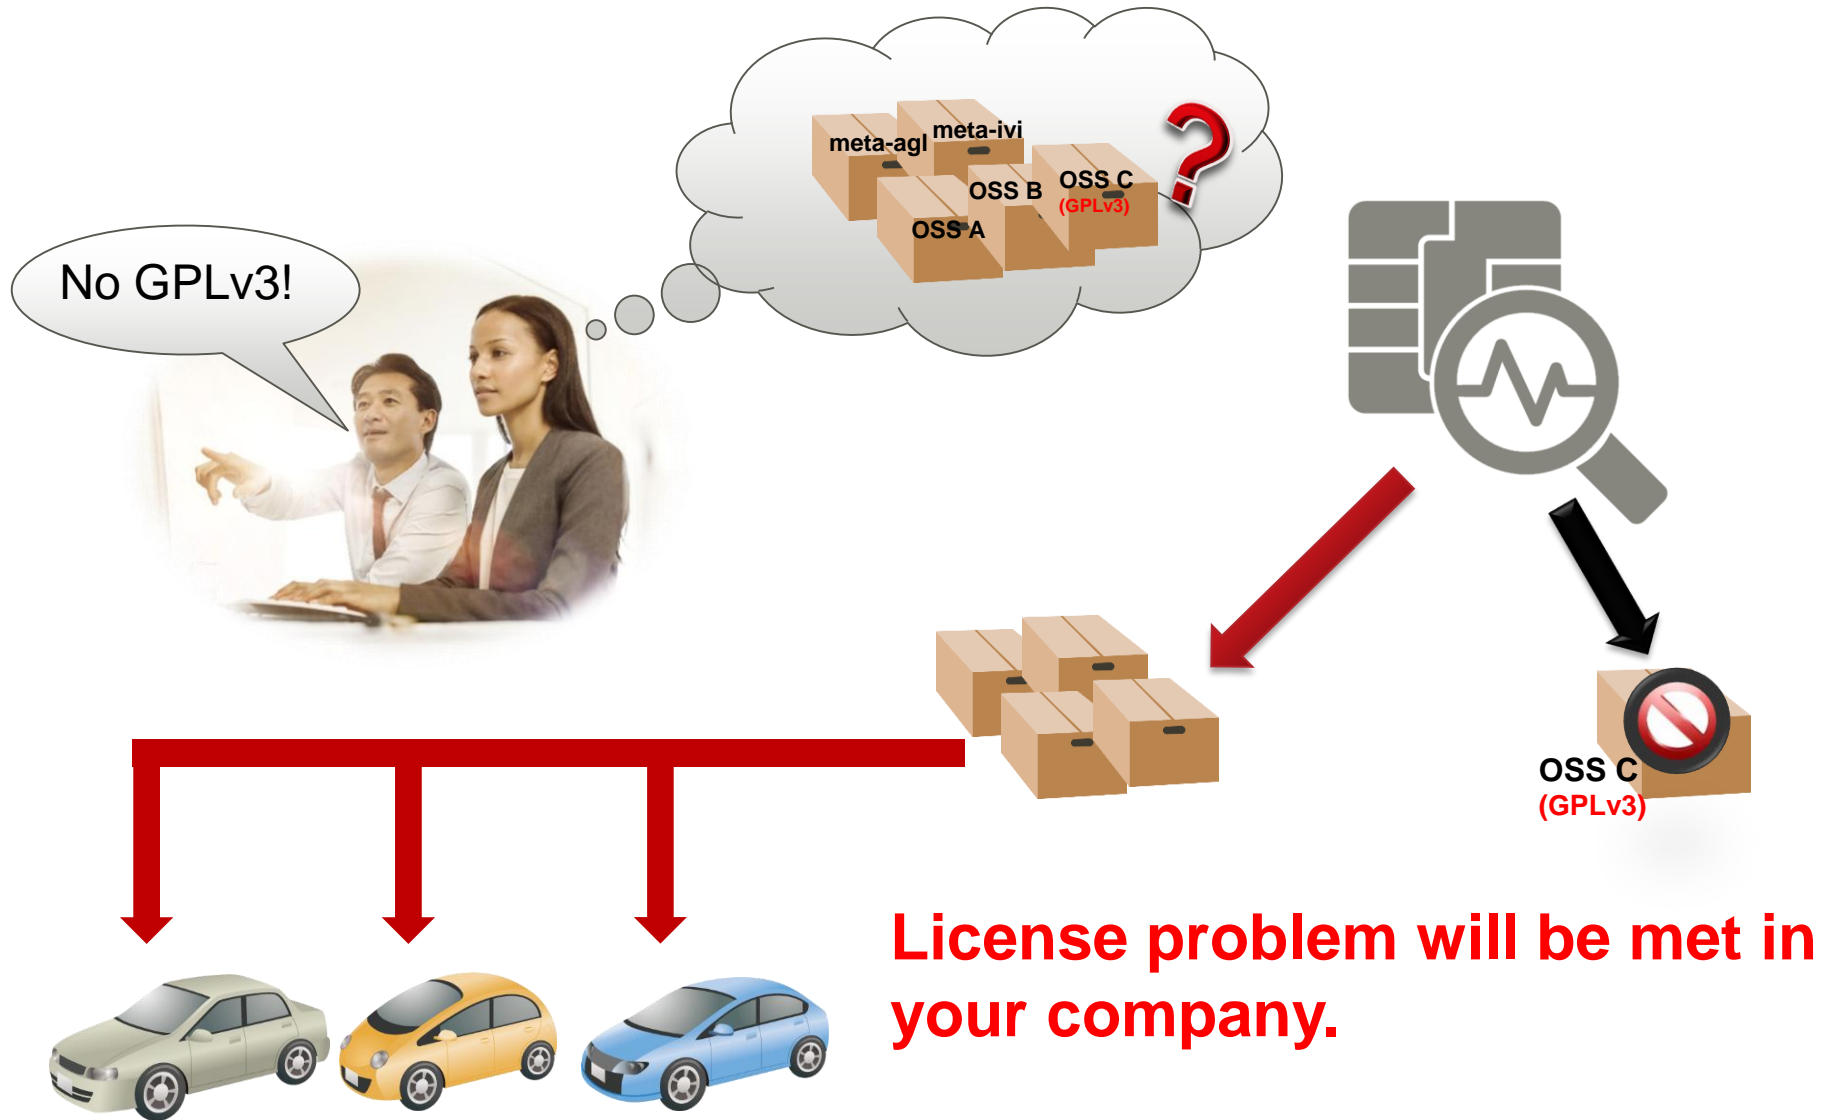 meta-agl
meta-ivi
OSS B
OSS C
(GPLv3)
OSS A
No GPLv3!
OSS C
(GPLv3)
License problem will be met in
your company.